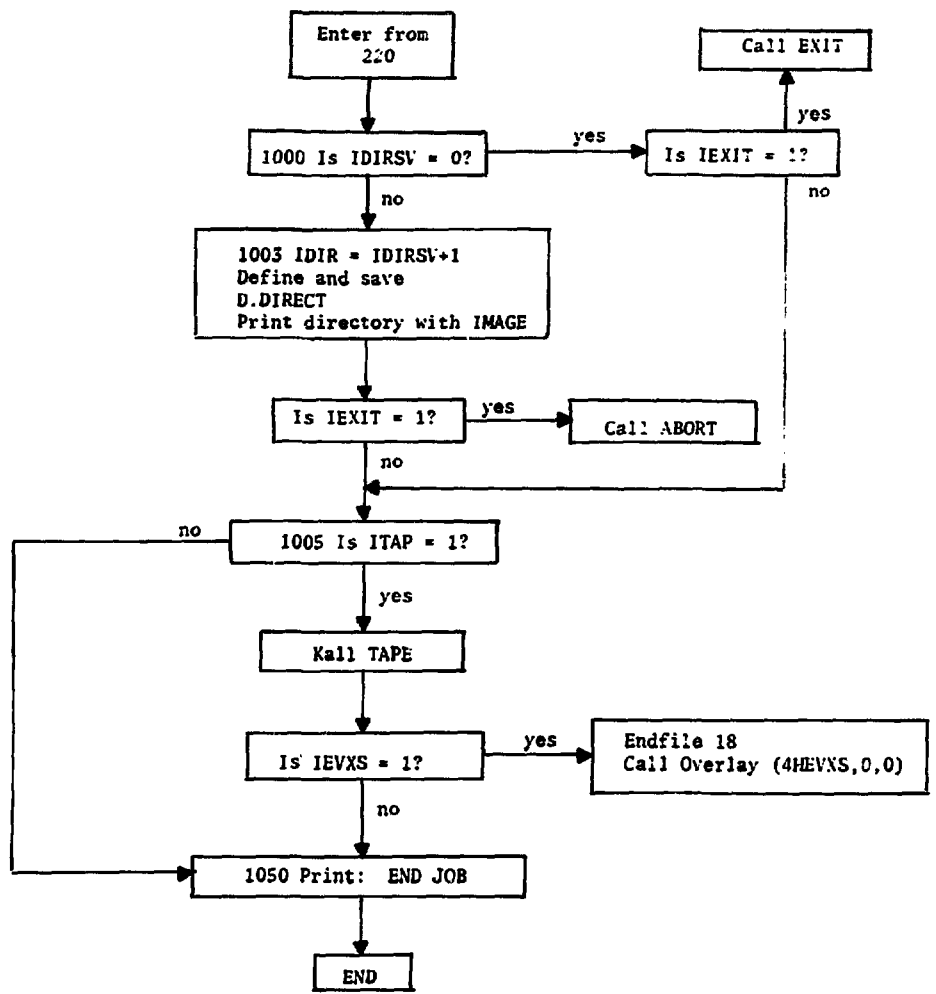 Enter from
220
Call EXIT
yes
1000 Is IDIRSV = 0?
yes
Is IEXIT = 1?
no
no
1003 IDIR = IDIRSV+1
Define and save
D.DIRECT
Print directory with IMAGE
Is IEXIT = 1?
yes
Call ABORT
no
no
1005 Is ITAP = 1?
yes
Kall TAPE
Is IEVXS = 1?
yes
Endfile 18
Call Overlay (4HEVXS,0,0)
no
1050 Print: END JOB
END